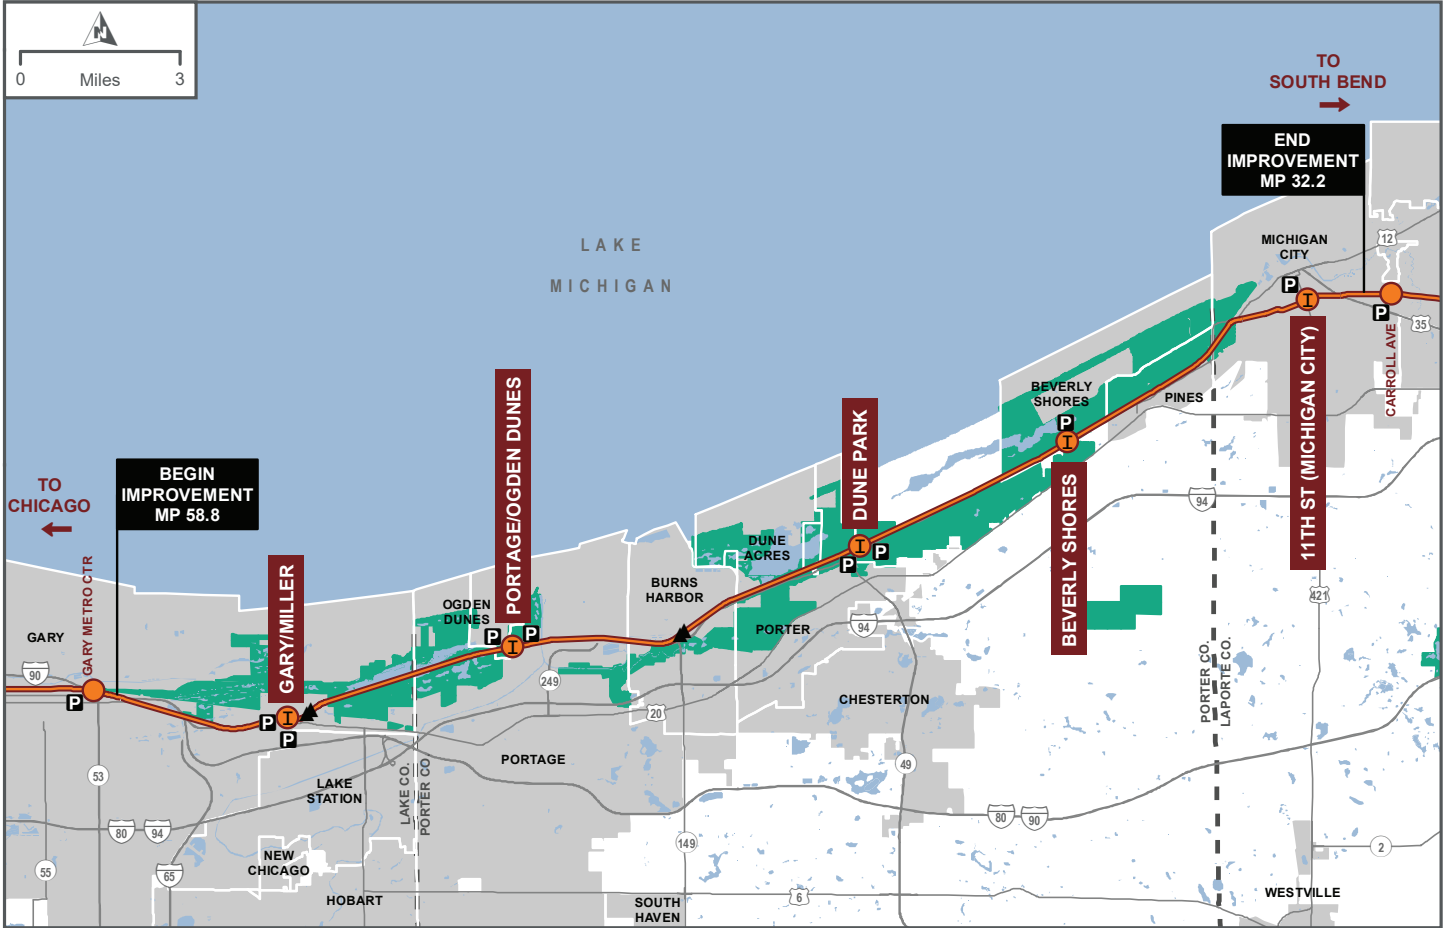 N
0 Miles 3
TO
SOUTH BEND
END
IMPROVEMENT
MP 32.2
LAKE
MICHIGAN
MICHIGAN
CITY
12
P
I
P
35
CARROLL AVE
11TH ST (MICHIGAN CITY)
PORTAGE/OGDEN DUNES
DUNE PARK
BEVERLY
SHORES
PINES
P
I
BEVERLY SHORES
94
TO
CHICAGO
BEGIN
IMPROVEMENT
MP 58.8
GARY METRO CTR
GARY/MILLER
GARY
90
P
P
I
P
OGDEN
DUNES
P
P
I
BURNS
HARBOR
DUNE
ACRES
I
P
P
PORTER
94
421
249
20
CHESTERTON
PORTER CO.
LAPORTE CO.
53
LAKE
STATION
LAKE CO.
PORTER CO.
PORTAGE
49
80
94
80
90
149
2
55
65
NEW
CHICAGO
HOBART
SOUTH
HAVEN
6
WESTVILLE